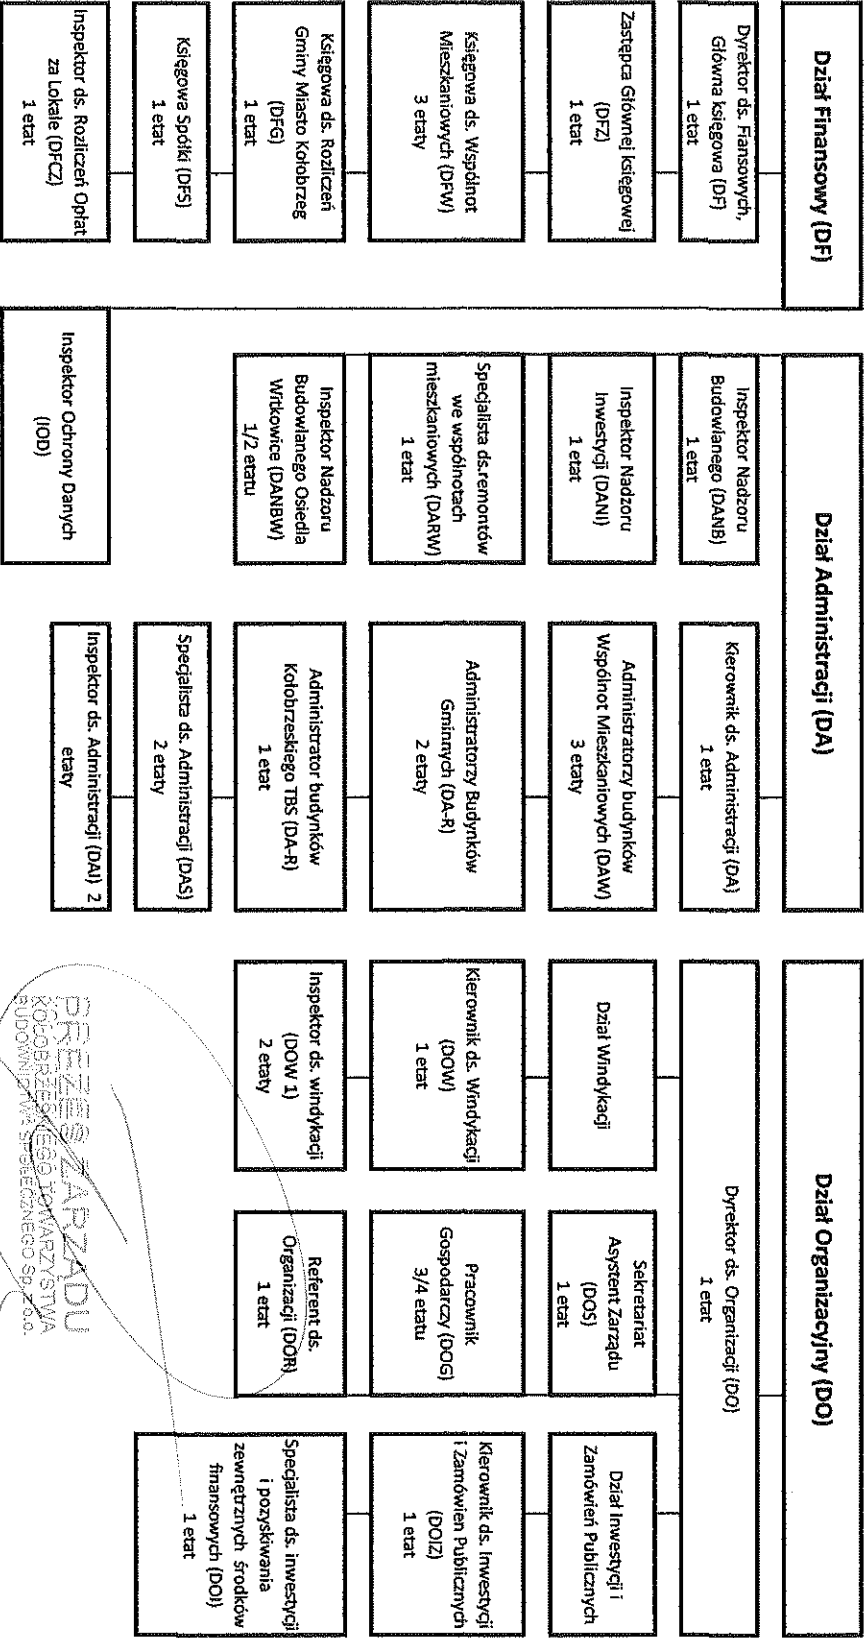 Dział Finansowy (DF)
Dyrektor ds. Fiansowych,
Główna księgowa (DF)
1 etat
Zastępca Głównej księgowej
(DFZ)
1 etat
Księgowa ds. Wspólnot
Mieszkaniowych (DFW)
3 etaty
Księgowa ds. Rozliczeń
Gminy Miasto Kołobrzeg
(DFG)
1 etat
Księgowa Spółki (DFS)
1 etat
Inspektor ds. Rozliczeń Opłat
za Lokale (DFCZ)
1 etat
Inspektor Ochrony Danych
(IOD)
Dział Administracji (DA)
Inspektor Nadzoru
Budowlanego (DANB)
1 etat
Inspektor Nadzoru
Inwestycji (DANI)
1 etat
Specjalista ds.remontów
we wspólnotach
mieszkaniowych (DARW)
1 etat
Inspektor Nadzoru
Budowlanego Osiedla
Witkowice (DANBW)
1/2 etatu
Kierownik ds. Administracji (DA)
1 etat
Administratorzy budynków
Wspólnot Mieszkaniowych (DAW)
3 etaty
Administratorzy Budynków
Gminnych (DA-R)
2 etaty
Administrator budynków
Kołobrzeskiego TBS (DA-R)
1 etat
Specjalista ds. Administracji (DAS)
2 etaty
Inspektor ds. Administracji (DAI) 2
etaty
Dział Organizacyjny (DO)
Dyrektor ds. Organizacji (DO)
1 etat
Dział Windykacji
Kierownik ds. Windykacji
(DOW)
1 etat
Inspektor ds. windykacji
(DOW 1)
2 etaty
Sekretariat
Asystent Zarządu
(DOS)
1 etat
Pracownik
Gospodarczy (DOG)
3/4 etatu
Referent ds.
Organizacji (DOR)
1 etat
Dział Inwestycji i
Zamówień Publicznych
Kierownik ds. Inwestycji
i Zamówien Publicznych
(DOIZ)
1 etat
Specjalista ds. inwestycji
i pozyskiwania
zewnętrznych środków
finansowych (DOI)
1 etat
PREZES ZARZĄDU
KOŁOBRZESKIEGO TOWARZYSTWA
BUDOWNICTWA SPOŁECZNEGO Sp. z o.o.